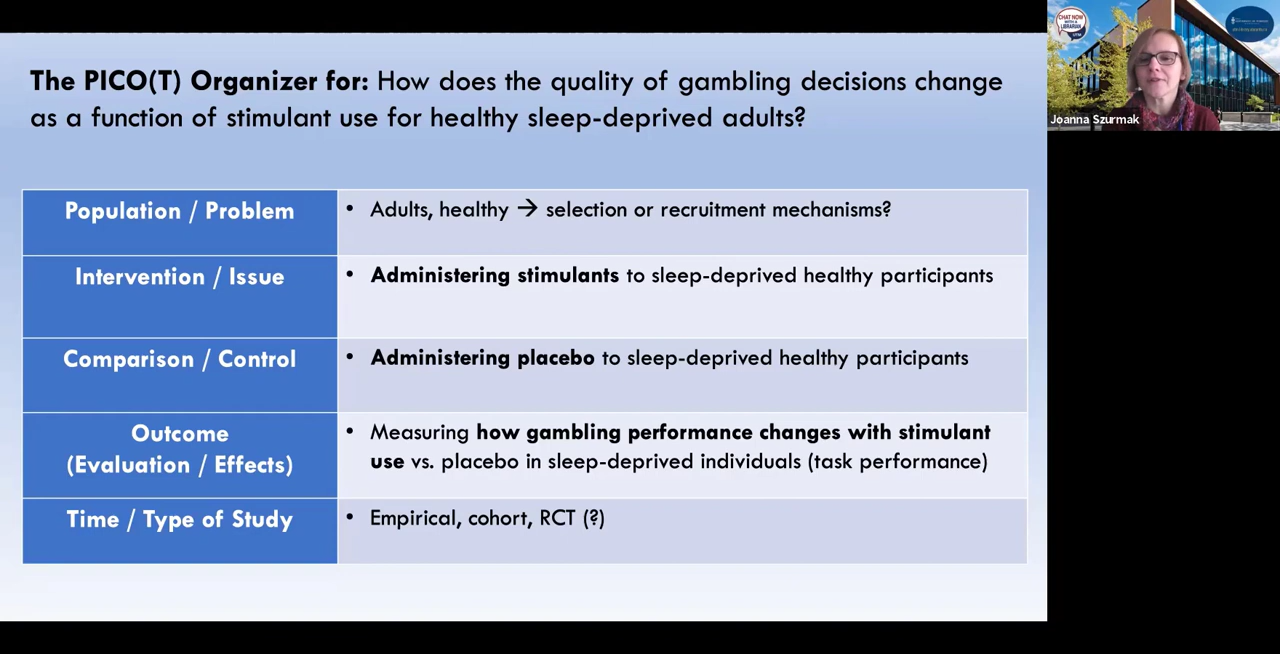 The PICO(T) Organizer for: How does the quality of gambling decisions change
as a function of stimulant use for healthy sleep-deprived adults?
Population / Problem
• Adults, healthy → selection or recruitment mechanisms?
Intervention / Issue
• Administering stimulants to sleep-deprived healthy participants
Comparison / Control
• Administering placebo to sleep-deprived healthy participants
Outcome
(Evaluation / Effects)
• Measuring how gambling performance changes with stimulant
use vs. placebo in sleep-deprived individuals (task performance)
Time / Type of Study
• Empirical, cohort, RCT (?)
CHAT NOW
WITH A
LIBRARIAN
Joanna Szurmak